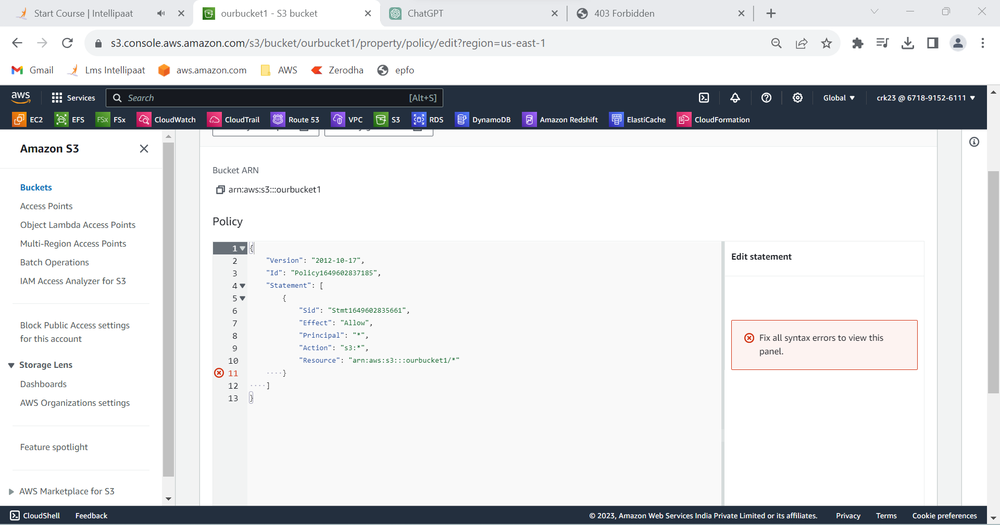 Start Course | Intellipaat
ourbucket1 - S3 bucket
ChatGPT
403 Forbidden
s3.console.aws.amazon.com/s3/bucket/ourbucket1/property/policy/edit?region=us-east-1
Gmail
Lms Intellipaat
aws.amazon.com
AWS
Zerodha
epfo
aws
Services
Search
[Alt+S]
Global
crk23 @ 6718-9152-6111
EC2
EFS
FSx
FSx
CloudWatch
CloudTrail
Route 53
VPC
S3
RDS
DynamoDB
Amazon Redshift
ElastiCache
CloudFormation
Amazon S3
Buckets
Access Points
Object Lambda Access Points
Multi-Region Access Points
Batch Operations
IAM Access Analyzer for S3
Block Public Access settings
for this account
Storage Lens
Dashboards
AWS Organizations settings
Feature spotlight
AWS Marketplace for S3
Bucket ARN
arn:aws:s3:::ourbucket1
Policy
1 {
2 "Version": "2012-10-17",
3 "Id": "Policy1649602837185",
4 "Statement": [
5 {
6 "Sid": "Stmt1649602835661",
7 "Effect": "Allow",
8 "Principal": "*",
9 "Action": "s3:*",
10 "Resource": "arn:aws:s3:::ourbucket1/*"
11 ····}
12 ····]
13 }
Edit statement
Fix all syntax errors to view this
panel.
CloudShell
Feedback
© 2023, Amazon Web Services India Private Limited or its affiliates.
Privacy
Terms
Cookie preferences